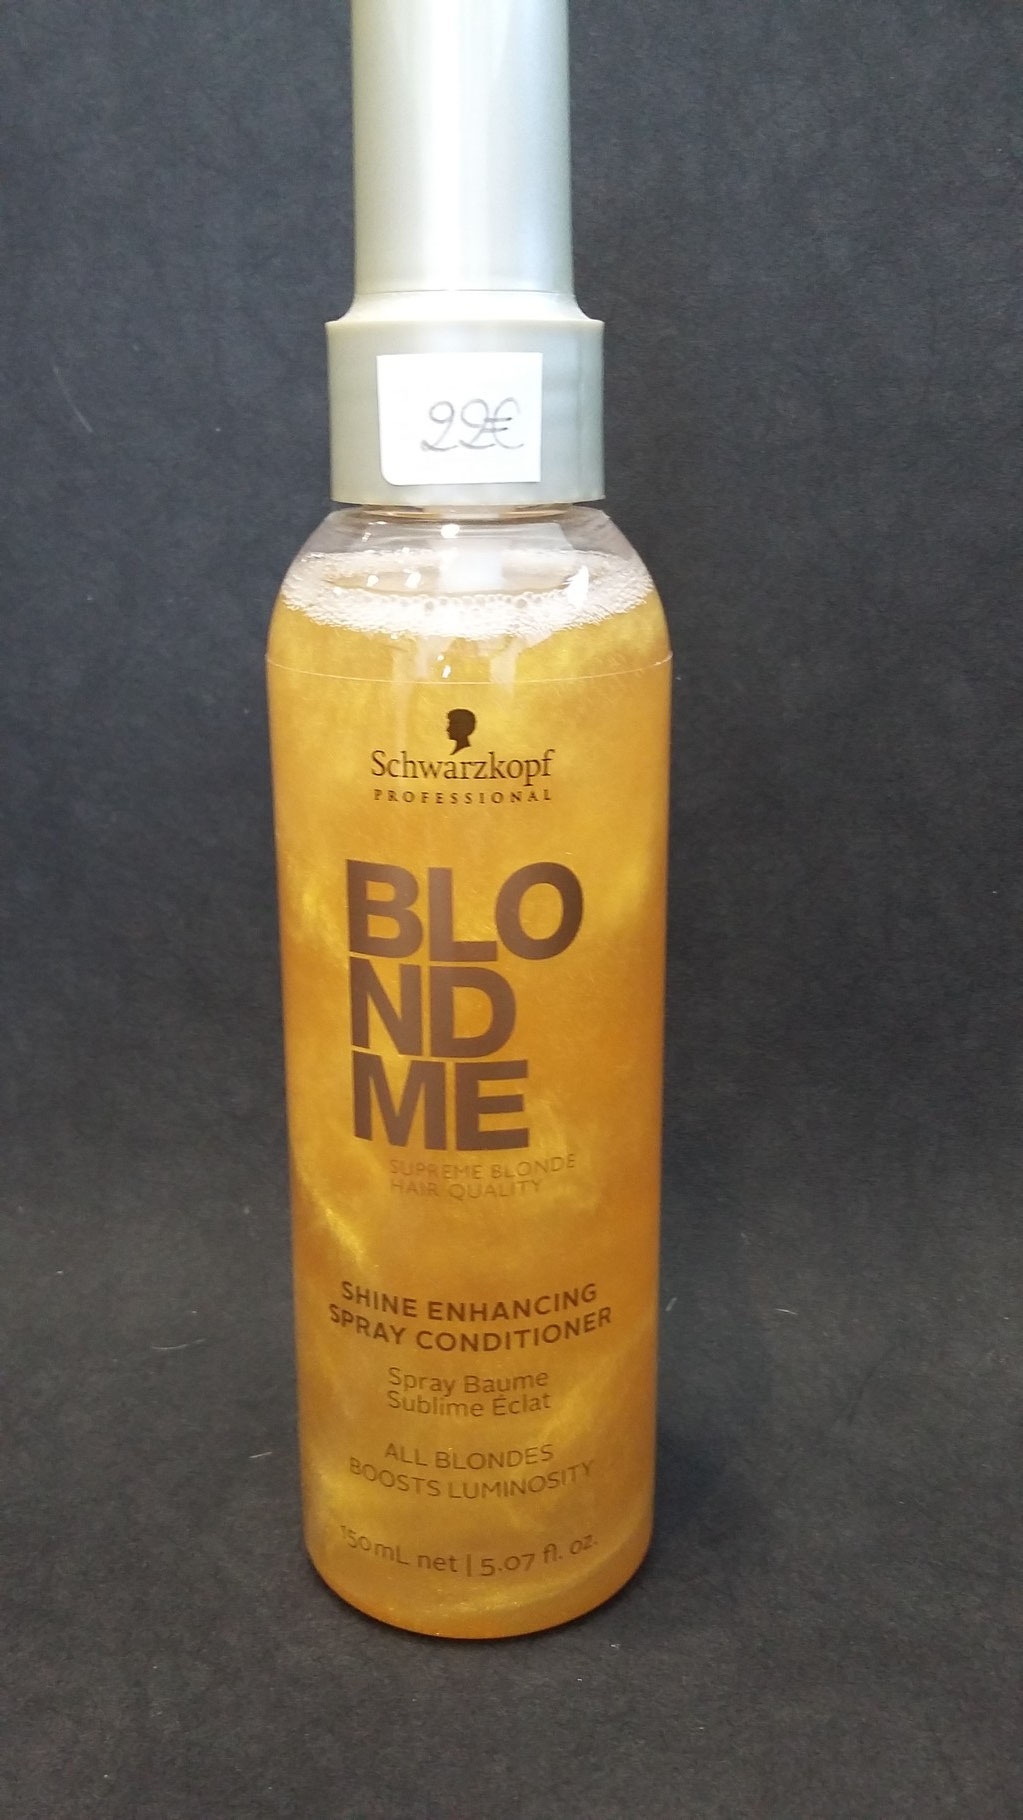 22€
Schwarzkopf
PROFESSIONAL
BLO
ND
ME
SUPREME BLONDE
HAIR QUALITY
SHINE ENHANCING
SPRAY CONDITIONER
Spray Baume
Sublime Éclat
ALL BLONDES
BOOSTS LUMINOSITY
150mL net | 5.07 fl. oz.